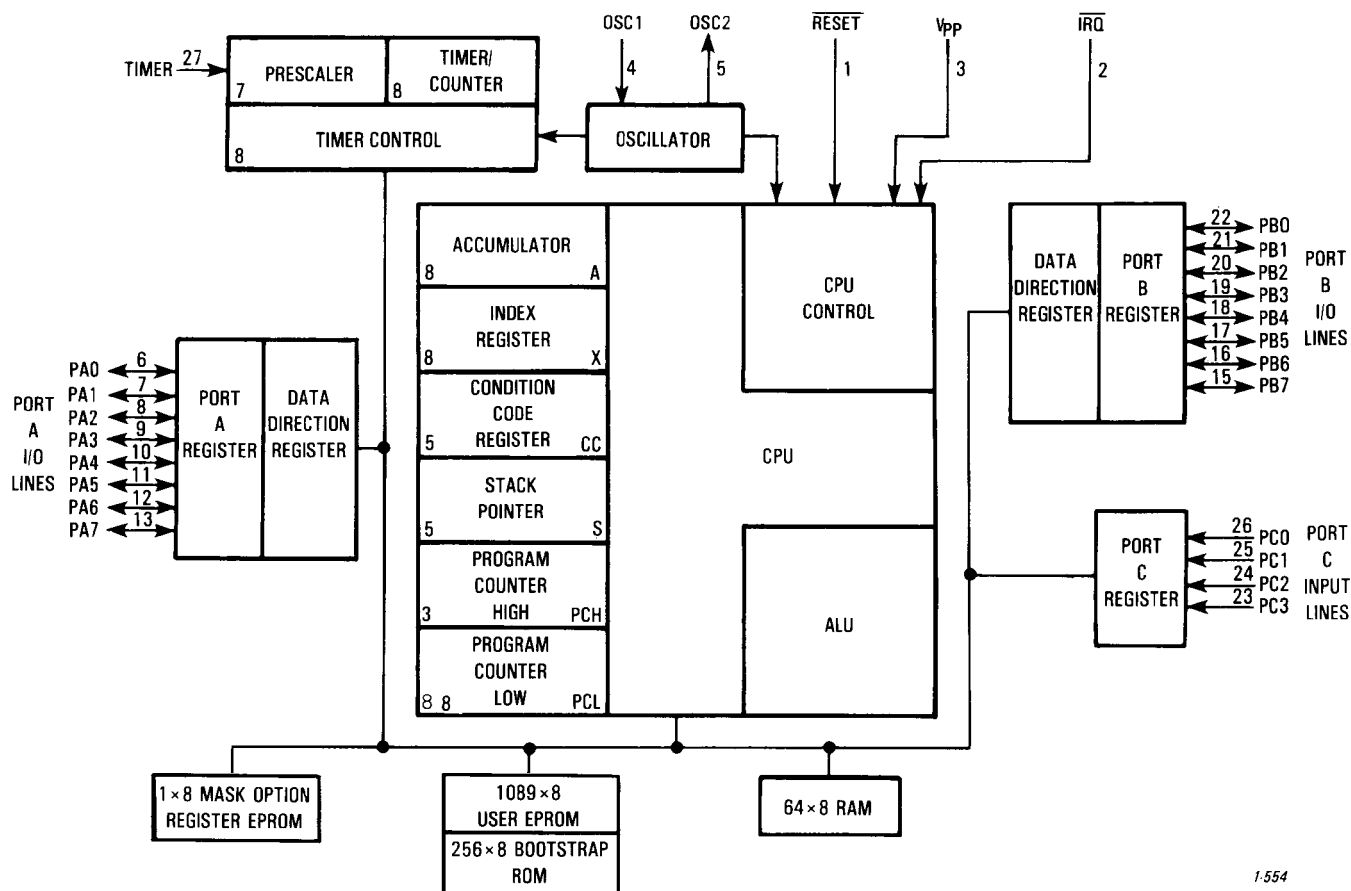 OSC1
OSC2
RESET
VPP
IRQ
TIMER
27
PRESCALER
7
TIMER/
COUNTER
8
TIMER CONTROL
8
4
5
1
3
2
OSCILLATOR
ACCUMULATOR
8 A
INDEX
REGISTER
8 X
CONDITION
CODE
REGISTER
5 CC
STACK
POINTER
5 S
PROGRAM
COUNTER
HIGH
3 PCH
PROGRAM
COUNTER
LOW
8 8 PCL
CPU
CONTROL
CPU
ALU
PORT
A
I/O
LINES
PA0 6
PA1 7
PA2 8
PA3 9
PA4 10
PA5 11
PA6 12
PA7 13
PORT
A
REGISTER
DATA
DIRECTION
REGISTER
DATA
DIRECTION
REGISTER
PORT
B
REGISTER
22 PB0
21 PB1
20 PB2
19 PB3
18 PB4
17 PB5
16 PB6
15 PB7
PORT
B
I/O
LINES
PORT
C
REGISTER
26 PC0
25 PC1
24 PC2
23 PC3
PORT
C
INPUT
LINES
1×8 MASK OPTION
REGISTER EPROM
1089×8
USER EPROM
256×8 BOOTSTRAP
ROM
64×8 RAM
1-554